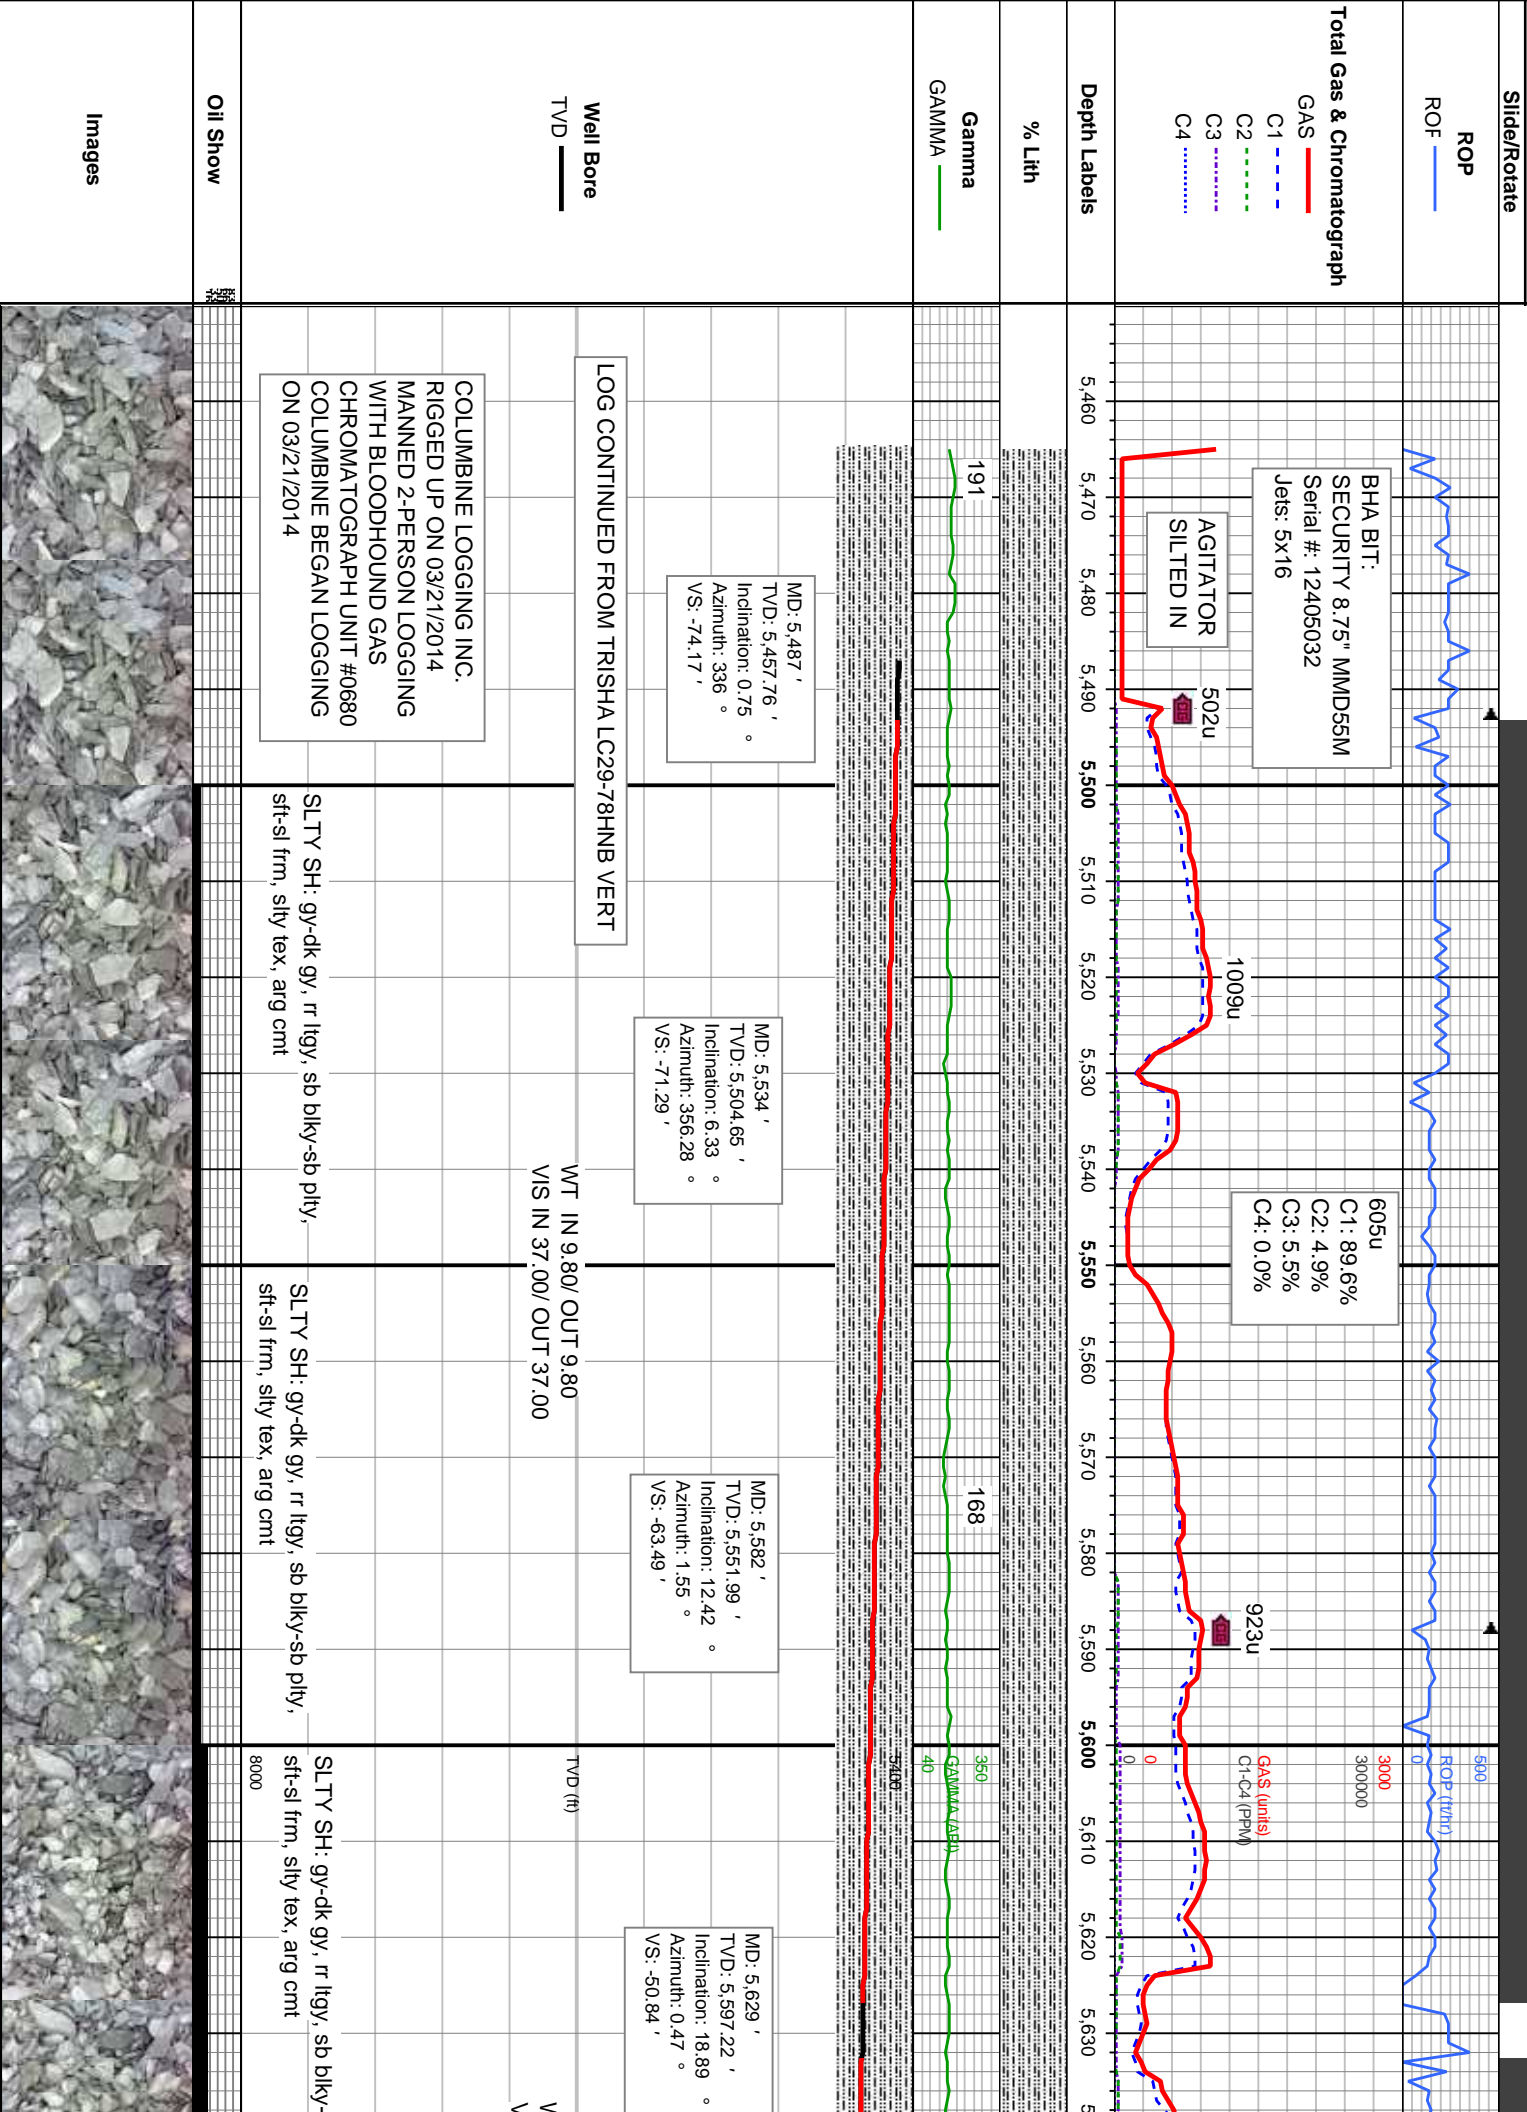 Slide/Rotate
ROP
ROP
Total Gas & Chromatograph
GAS
C1
C2
C3
C4
Depth Labels
% Lith
Gamma
GAMMA
Well Bore
TVD
Oil Show
Images
BHA BIT:
SECURITY 8.75" MMD55M
Serial #: 12405032
Jets: 5x16
AGITATOR
SILTED IN
502u
1009u
605u
C1: 89.6%
C2: 4.9%
C3: 5.5%
C4: 0.0%
923u
500
ROP (ft/hr)
0
3000
300000
GAS (units)
C1-C4 (PPM)
0
0
5,460
5,470
5,480
5,490
5,500
5,510
5,520
5,530
5,540
5,550
5,560
5,570
5,580
5,590
5,600
5,610
5,620
5,630
191
168
350
GAMMA (API)
40
5400
TVD (ft)
8000
MD: 5,487 '
TVD: 5,457.76 '
Inclination: 0.75 °
Azimuth: 336 °
VS: -74.17 '
MD: 5,534 '
TVD: 5,504.65 '
Inclination: 6.33 °
Azimuth: 356.28 °
VS: -71.29 '
MD: 5,582 '
TVD: 5,551.99 '
Inclination: 12.42 °
Azimuth: 1.55 °
VS: -63.49 '
MD: 5,629 '
TVD: 5,597.22 '
Inclination: 18.89 °
Azimuth: 0.47 °
VS: -50.84 '
LOG CONTINUED FROM TRISHA LC29-78HNB VERT
WT IN 9.80/ OUT 9.80
VIS IN 37.00/ OUT 37.00
COLUMBINE LOGGING INC.
RIGGED UP ON 03/21/2014
MANNED 2-PERSON LOGGING
WITH BLOODHOUND GAS
CHROMATOGRAPH UNIT #0680
COLUMBINE BEGAN LOGGING
ON 03/21/2014
SLTY SH: gy-dk gy, rr ltgy, sb blky-sb plty,
sft-sl frm, slty tex, arg cmt
SLTY SH: gy-dk gy, rr ltgy, sb blky-sb plty,
sft-sl frm, slty tex, arg cmt
SLTY SH: gy-dk gy, rr ltgy, sb blky-
sft-sl frm, slty tex, arg cmt